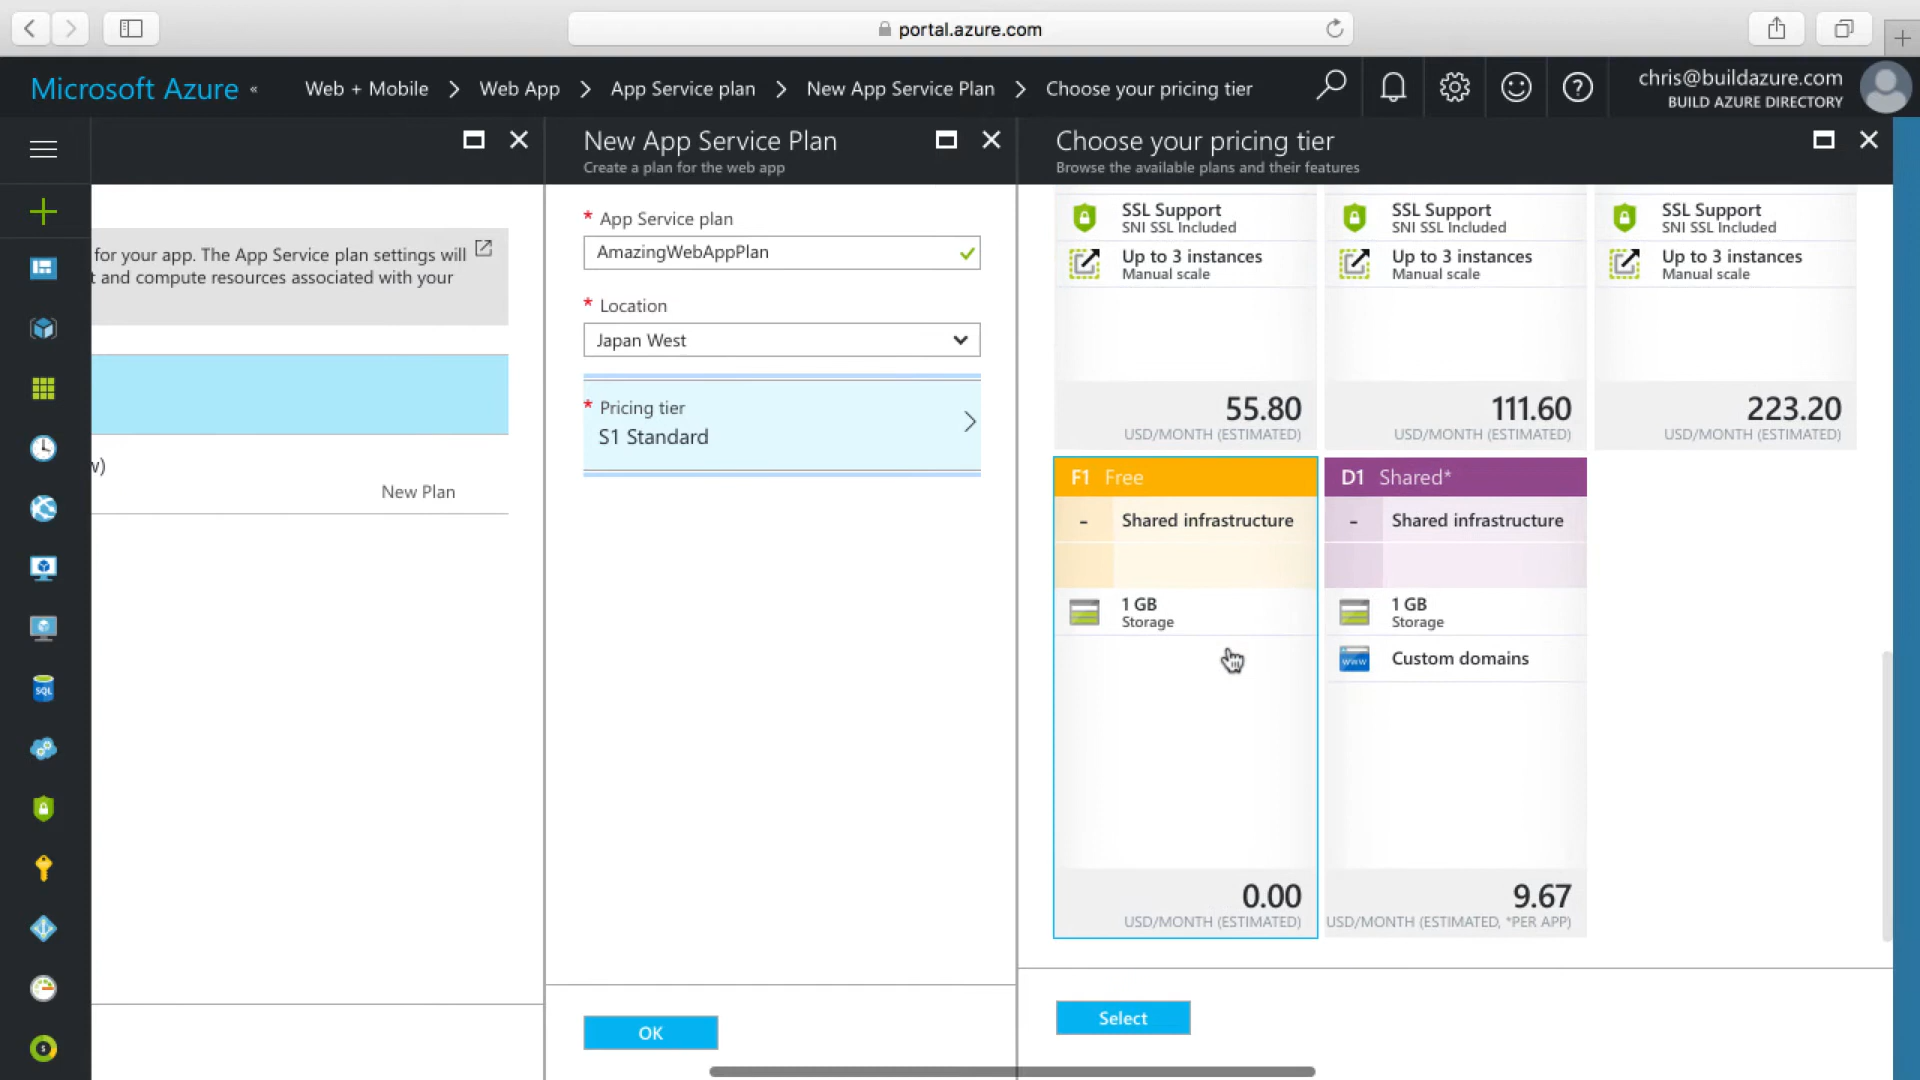 portal.azure.com
Microsoft Azure «
Web + Mobile
Web App
App Service plan
New App Service Plan
Choose your pricing tier
chris@buildazure.com
BUILD AZURE DIRECTORY
for your app. The App Service plan settings will
t and compute resources associated with your
w)
New Plan
New App Service Plan
Create a plan for the web app
* App Service plan
AmazingWebAppPlan
* Location
Japan West
* Pricing tier
S1 Standard
OK
Choose your pricing tier
Browse the available plans and their features
SSL Support
SNI SSL Included
Up to 3 instances
Manual scale
55.80
USD/MONTH (ESTIMATED)
SSL Support
SNI SSL Included
Up to 3 instances
Manual scale
111.60
USD/MONTH (ESTIMATED)
SSL Support
SNI SSL Included
Up to 3 instances
Manual scale
223.20
USD/MONTH (ESTIMATED)
F1 Free
- Shared infrastructure
1 GB
Storage
0.00
USD/MONTH (ESTIMATED)
D1 Shared*
- Shared infrastructure
1 GB
Storage
www
Custom domains
9.67
USD/MONTH (ESTIMATED, *PER APP)
Select
SQL